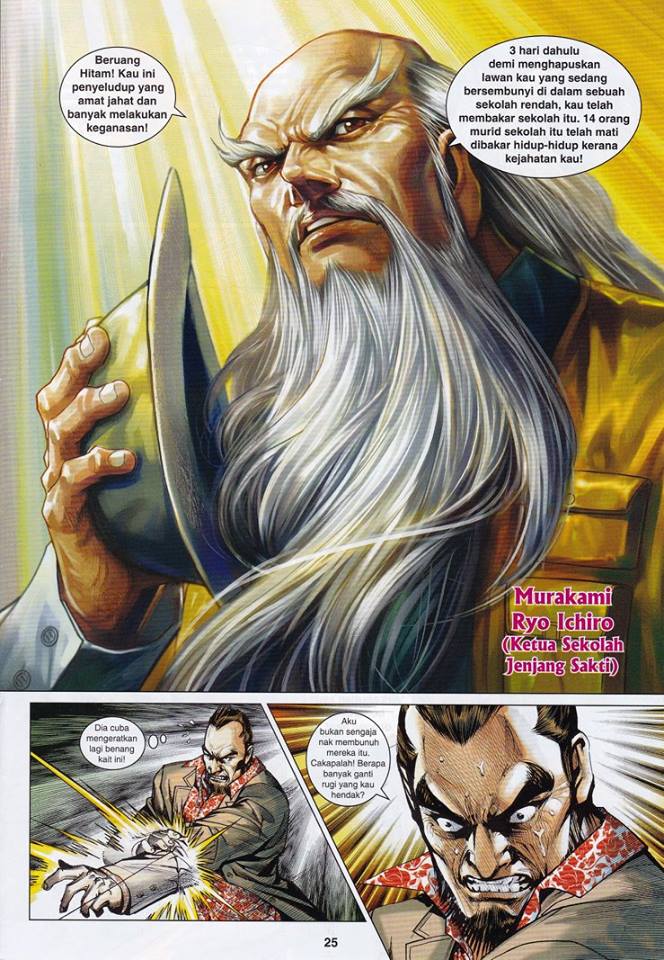 Beruang
Hitam! Kau ini
penyeludup yang
amat jahat dan
banyak melakukan
keganasan!
3 hari dahulu
demi menghapuskan
lawan kau yang sedang
bersembunyi di dalam sebuah
sekolah rendah, kau telah
membakar sekolah itu. 14 orang
murid sekolah itu telah mati
dibakar hidup-hidup kerana
kejahatan kau!
Murakami
Ryo Ichiro
(Ketua Sekolah
Jenjang Sakti)
Dia cuba
mengeratkan
lagi benang
kait ini!
Aku
bukan sengaja
nak membunuh
mereka itu.
Cakapalah! Berapa
banyak ganti
rugi yang kau
hendak?
25